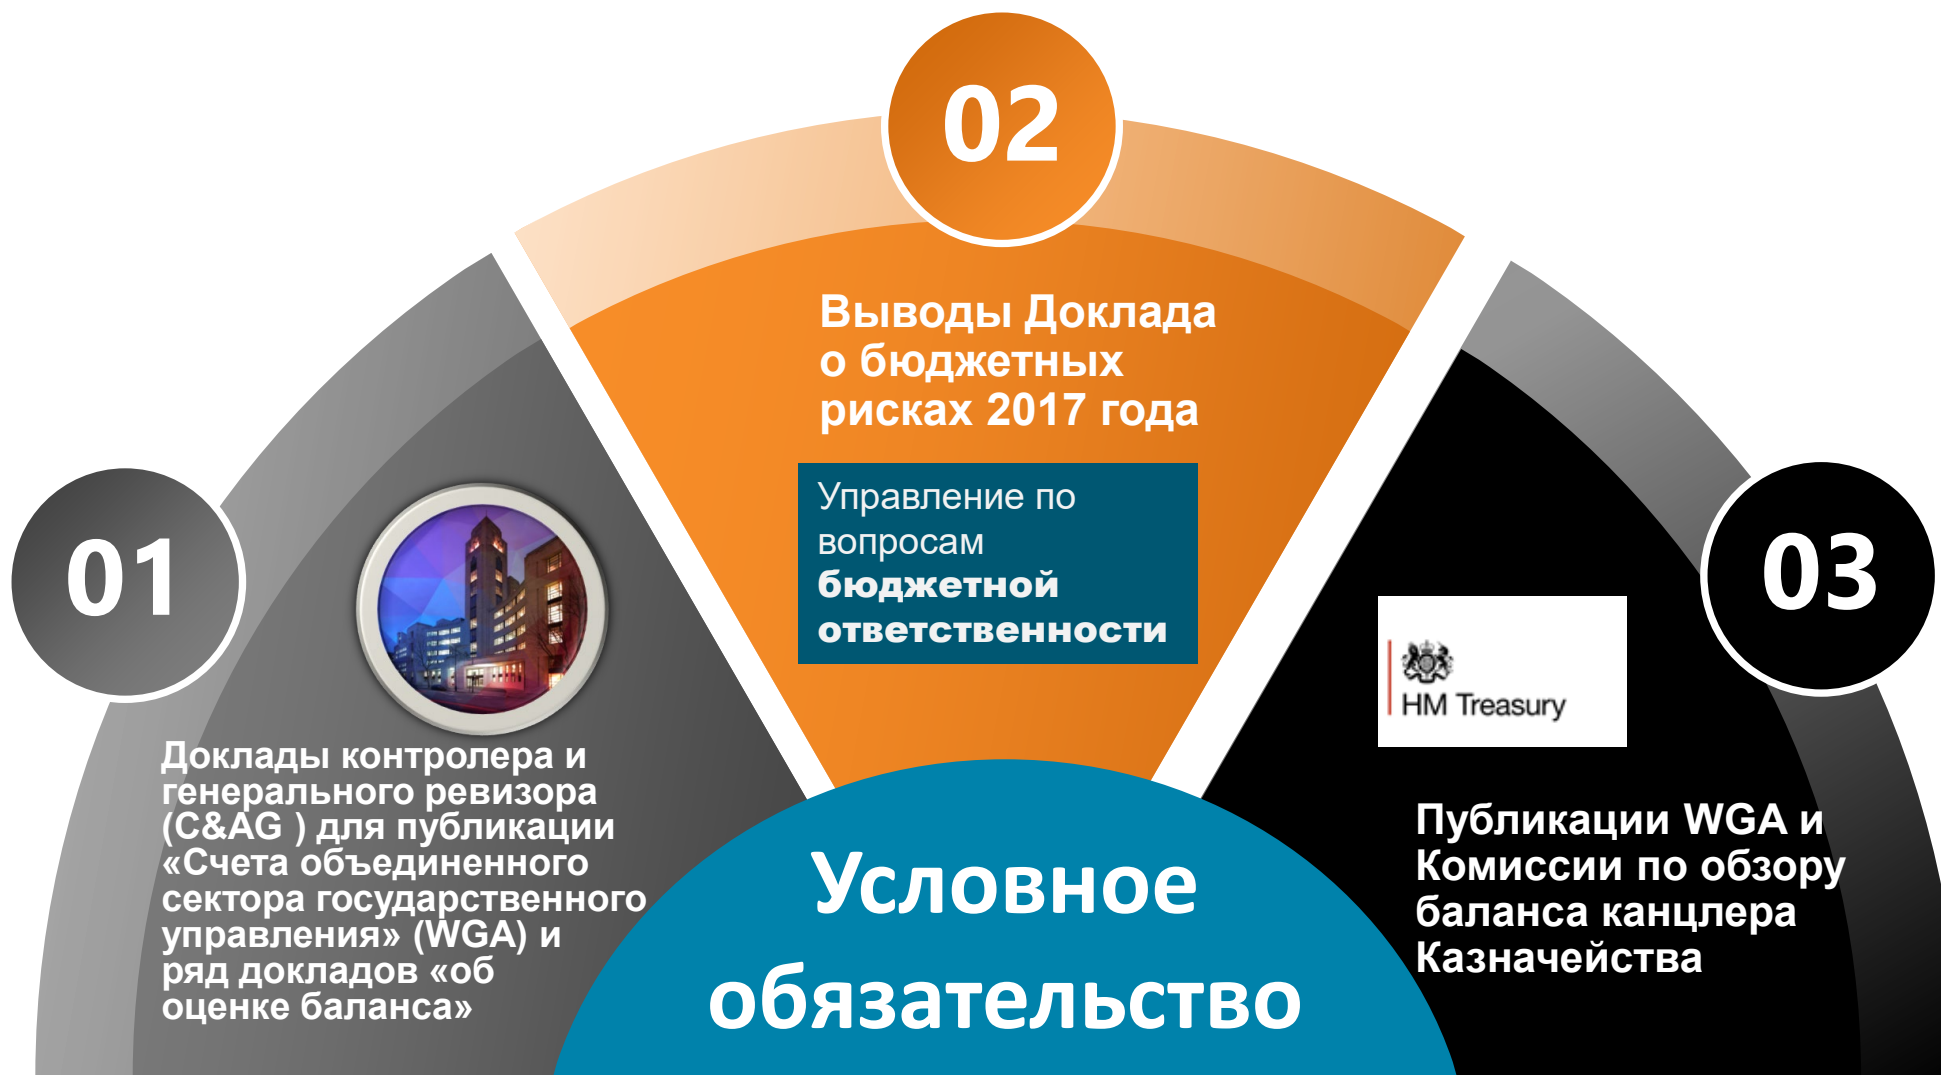 01
Доклады контролера и
генерального ревизора
(C&AG ) для публикации
«Счета объединенного
сектора государственного
управления» (WGA) и
ряд докладов «об
оценке баланса»
02
Выводы Доклада
о бюджетных
рисках 2017 года
Управление по
вопросам
бюджетной
ответственности
03
HM Treasury
Публикации WGA и
Комиссии по обзору
баланса канцлера
Казначейства
Условное
обязательство